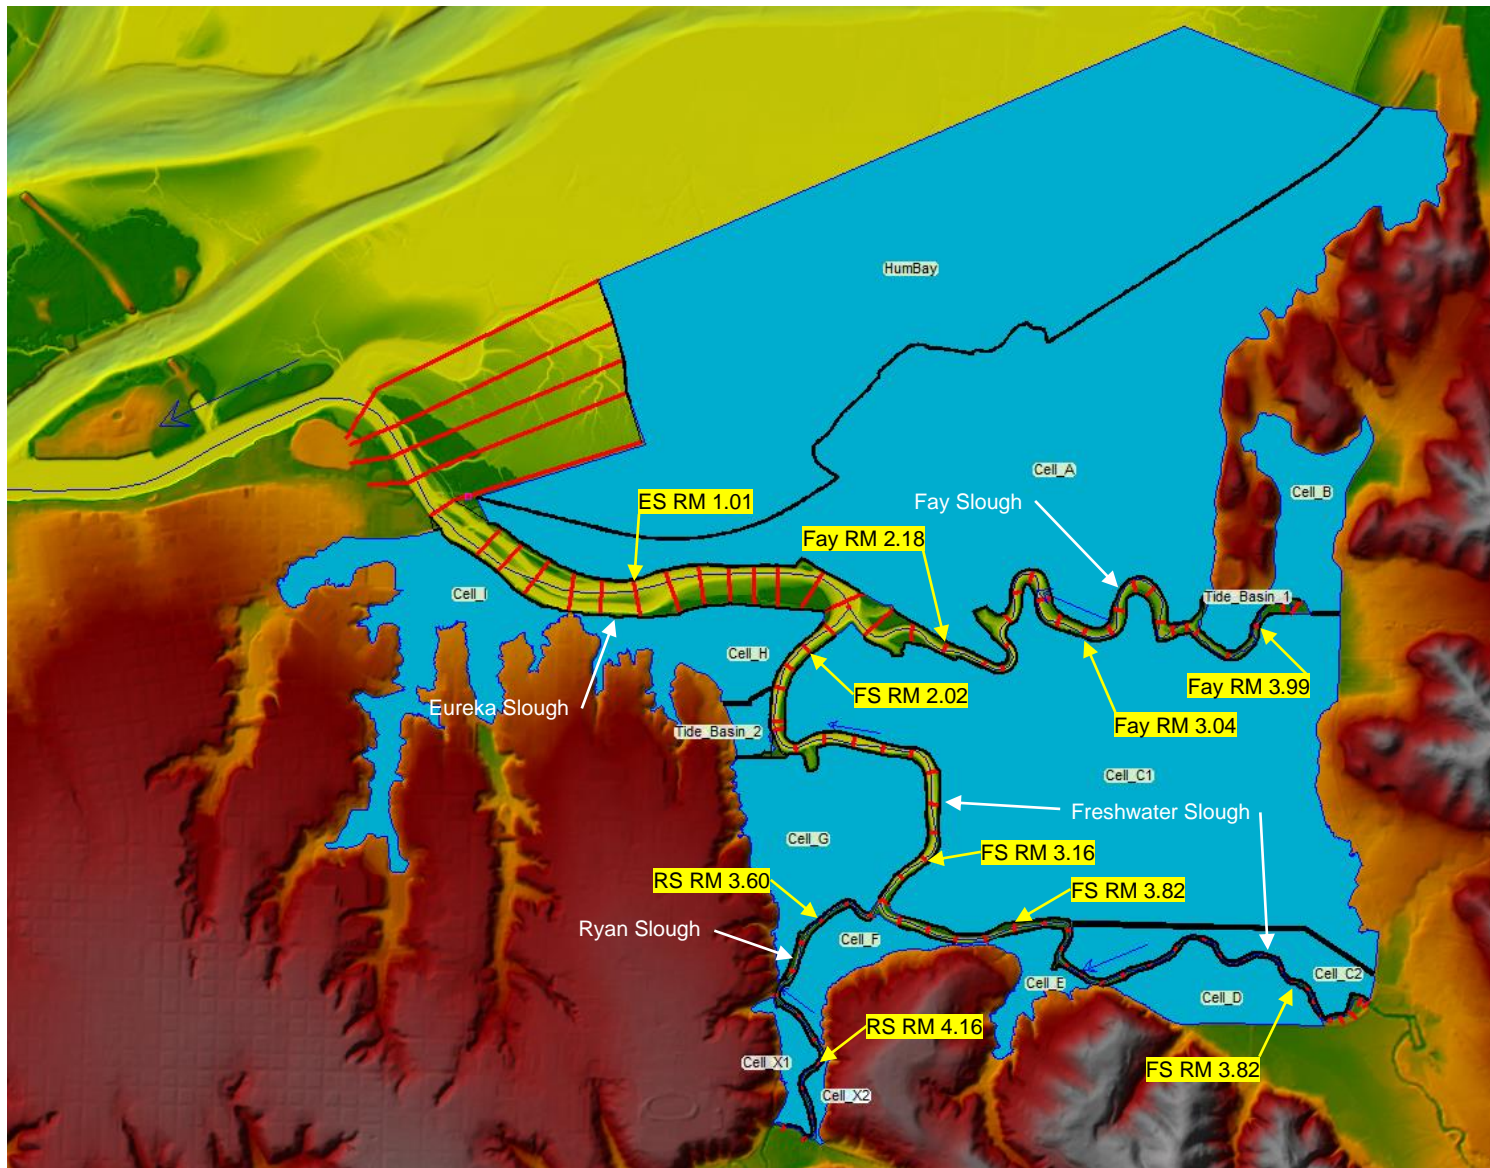 HumBay
Cell_A
Fay Slough
Cell_B
ES RM 1.01
Fay RM 2.18
Cell_I
Tide_Basin_1
Cell_H
Fay RM 3.99
FS RM 2.02
Eureka Slough
Fay RM 3.04
Tide_Basin_2
Cell_C1
Freshwater Slough
Cell_G
FS RM 3.16
RS RM 3.60
FS RM 3.82
Ryan Slough
Cell_F
Cell_C2
Cell_E
Cell_D
RS RM 4.16
Cell_X1
FS RM 3.82
Cell_X2